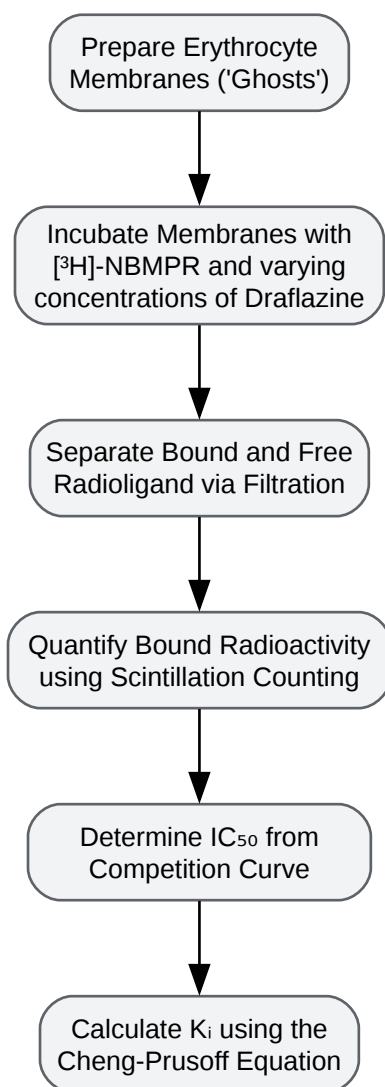 Prepare Erythrocyte
Membranes ('Ghosts')
Incubate Membranes with
[³H]-NBMPR and varying
concentrations of Draflazine
Separate Bound and Free
Radioligand via Filtration
Quantify Bound Radioactivity
using Scintillation Counting
Determine IC₅₀ from
Competition Curve
Calculate Kᵢ using the
Cheng-Prusoff Equation